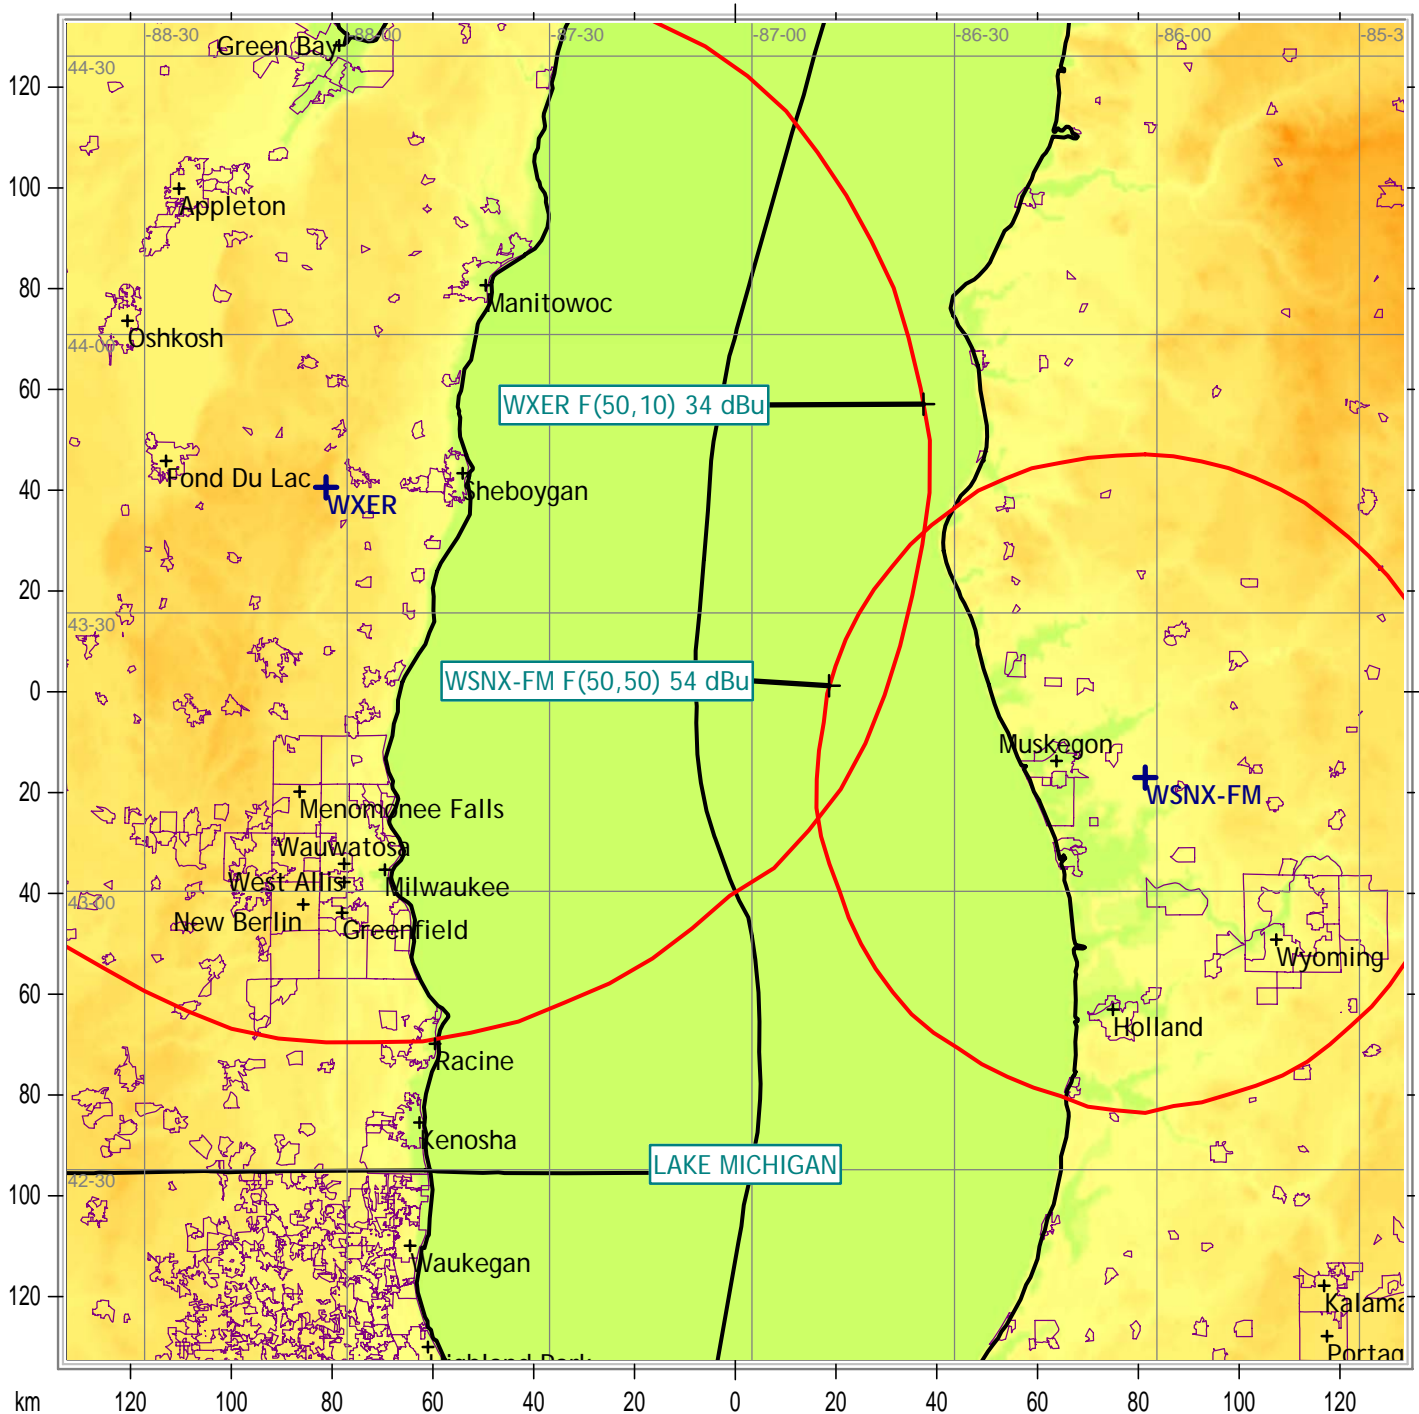 -88-30
-88-00
-87-30
-87-00
-86-30
-86-00
-85-3
Green Bay
44-30
120
100
Appleton
80
Manitowoc
Oshkosh
44-00
60
WXER F(50,10) 34 dBu
Fond Du Lac
40
WXER
Sheboygan
20
43-30
0
WSNX-FM F(50,50) 54 dBu
Muskegon
20
WSNX-FM
Menomonee Falls
Wauwatosa
West Allis
Milwaukee
40
43-00
New Berlin
Greenfield
Wyoming
60
Holland
Racine
80
Kenosha
LAKE MICHIGAN
42-30
100
Waukegan
120
Kalama
Portag
km 120 100 80 60 40 20 0 20 40 60 80 100 120